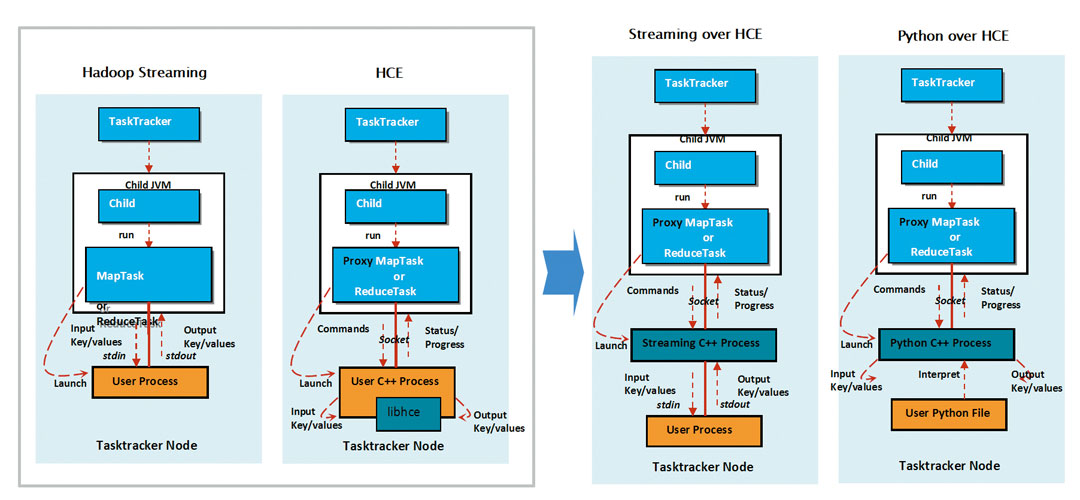 Hadoop Streaming
TaskTracker
Child JVM
Child
run
MapTask
or
ReduceTask
Input
Key/values
stdin
Output
Key/values
stdout
Launch
User Process
Tasktracker Node
HCE
TaskTracker
Child JVM
Child
run
Proxy MapTask
or
ReduceTask
Commands
Socket
Status/
Progress
Launch
User C++ Process
libhce
Input
Key/values
Output
Key/values
Tasktracker Node
Streaming over HCE
TaskTracker
Child JVM
Child
run
Proxy MapTask
or
ReduceTask
Commands
Socket
Status/
Progress
Launch
Streaming C++ Process
Input
Key/values
stdin
Output
Key/values
stdout
User Process
Tasktracker Node
Python over HCE
TaskTracker
Child JVM
Child
run
Proxy MapTask
or
ReduceTask
Commands
Socket
Status/
Progress
Launch
Python C++ Process
Input
Key/values
Interpret
Output
Key/values
User Python File
Tasktracker Node